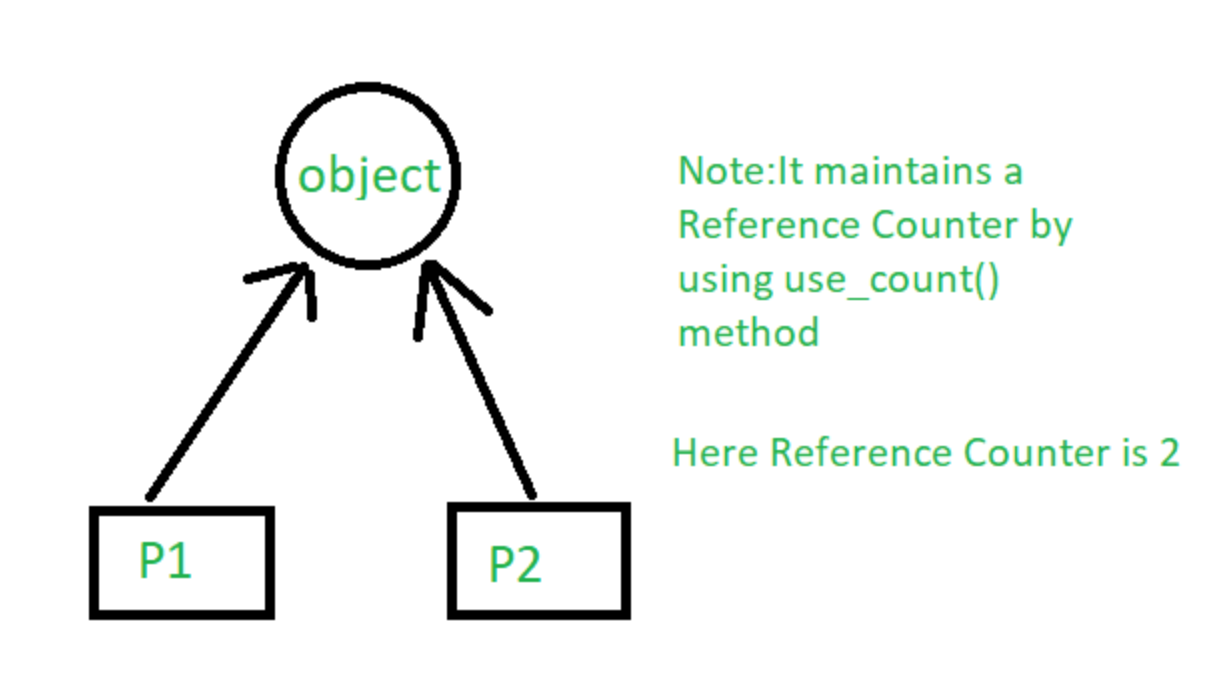 object
Note:It maintains a
Reference Counter by
using use_count()
method
Here Reference Counter is 2
P1
P2